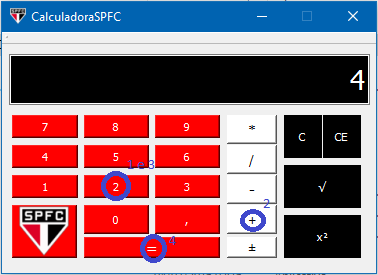 CalculadoraSPFC
4
7 8 9 * C CE
4 5 6 /
1 e 3
1 2 3 - √
2
SPFC 0 , + x²
4
= ±